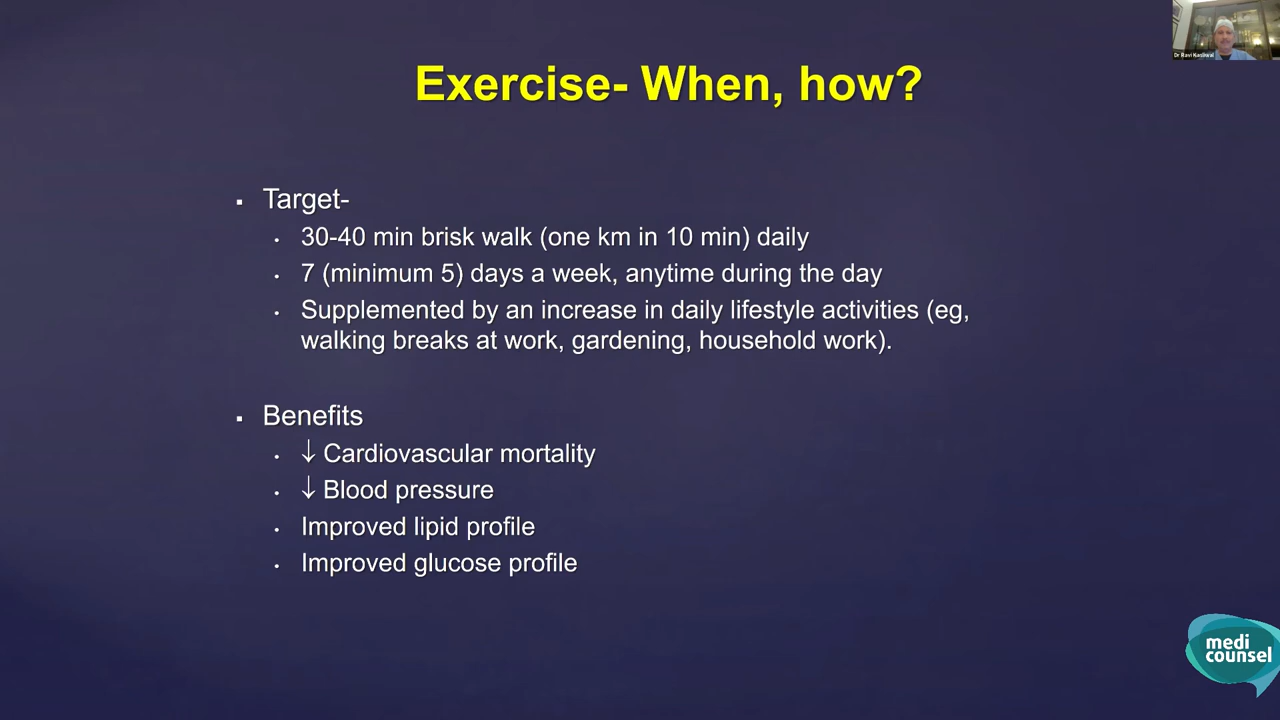 Exercise- When, how?
▪ Target-
• 30-40 min brisk walk (one km in 10 min) daily
• 7 (minimum 5) days a week, anytime during the day
• Supplemented by an increase in daily lifestyle activities (eg,
walking breaks at work, gardening, household work).
▪ Benefits
• ↓ Cardiovascular mortality
• ↓ Blood pressure
• Improved lipid profile
• Improved glucose profile
medi
counsel